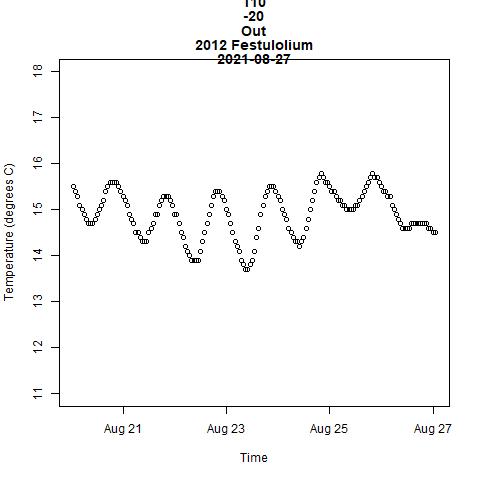 110
-20
Out
2012 Festulolium
2021-08-27
Temperature (degrees C)
18
17
16
15
14
13
12
11
Aug 21
Aug 23
Aug 25
Aug 27
Time